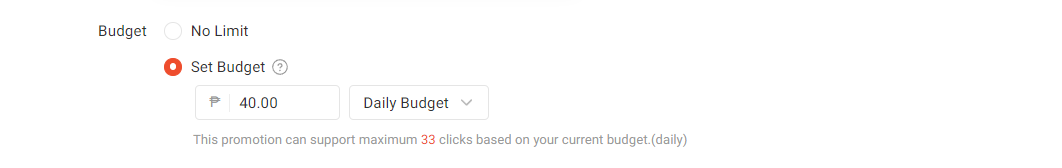 Budget No Limit
Set Budget ?
₱ 40.00 Daily Budget
This promotion can support maximum 33 clicks based on your current budget.(daily)